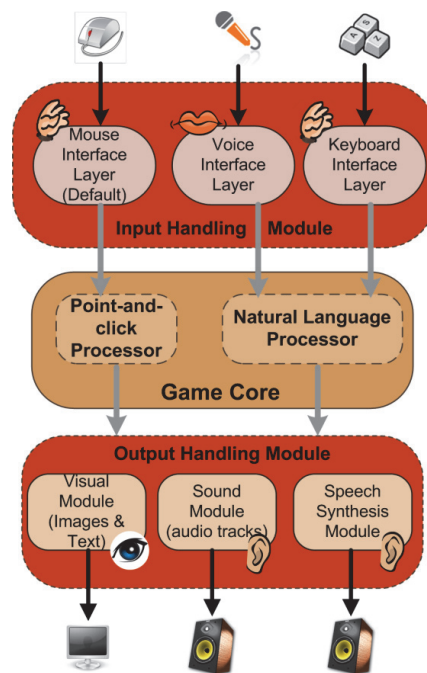 S
A
S
Z
Mouse
Interface
Layer
(Default)
Voice
Interface
Layer
Keyboard
Interface
Layer
Input Handling Module
Point-and-
click
Processor
Natural Language
Processor
Game Core
Output Handling Module
Visual
Module
(Images &
Text)
Sound
Module
(audio tracks)
Speech
Synthesis
Module